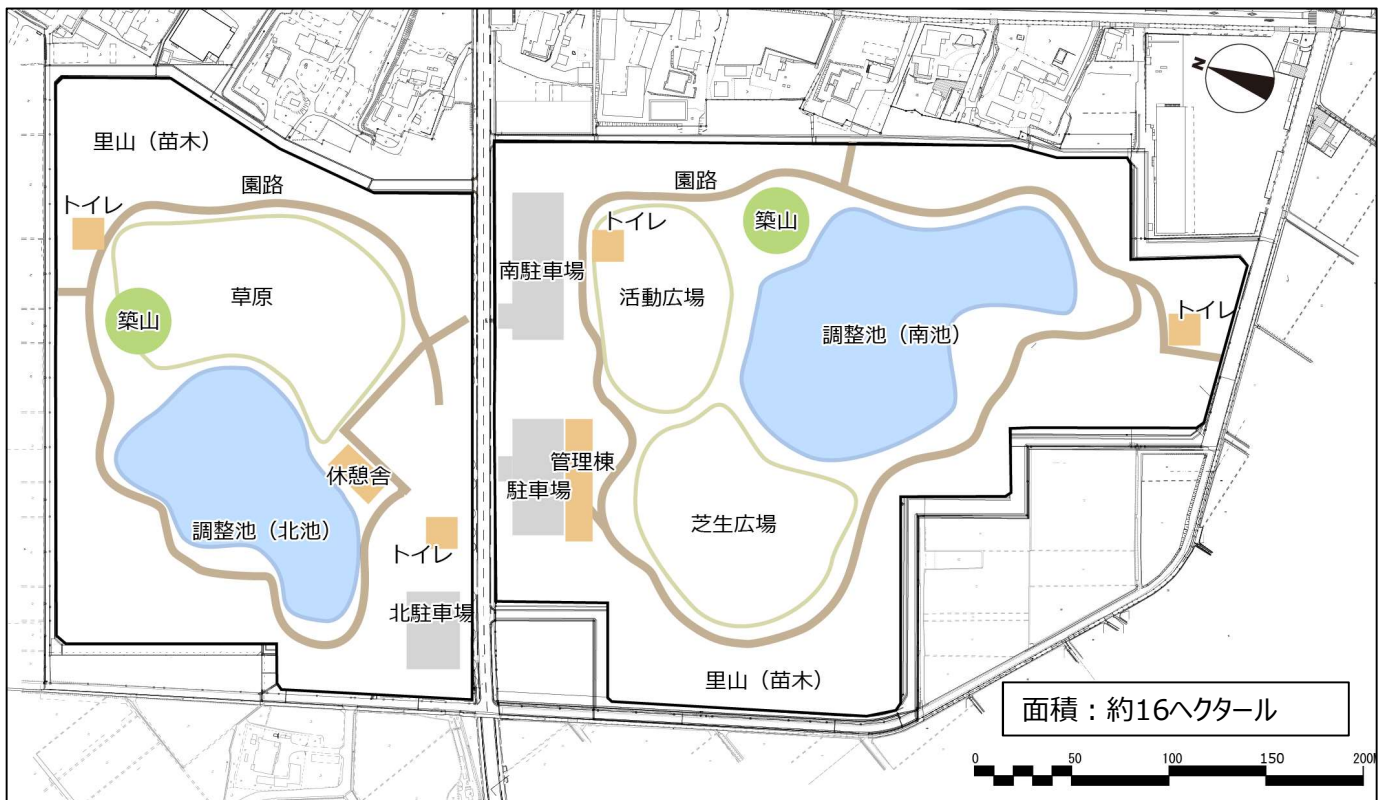 N
里山（苗木）
園路
トイレ
築山
草原
調整池（北池）
休憩舎
トイレ
北駐車場
園路
築山
トイレ
南駐車場
活動広場
調整池（南池）
トイレ
管理棟
駐車場
芝生広場
里山（苗木）
面積：約16ヘクタール
0 50 100 150 200M